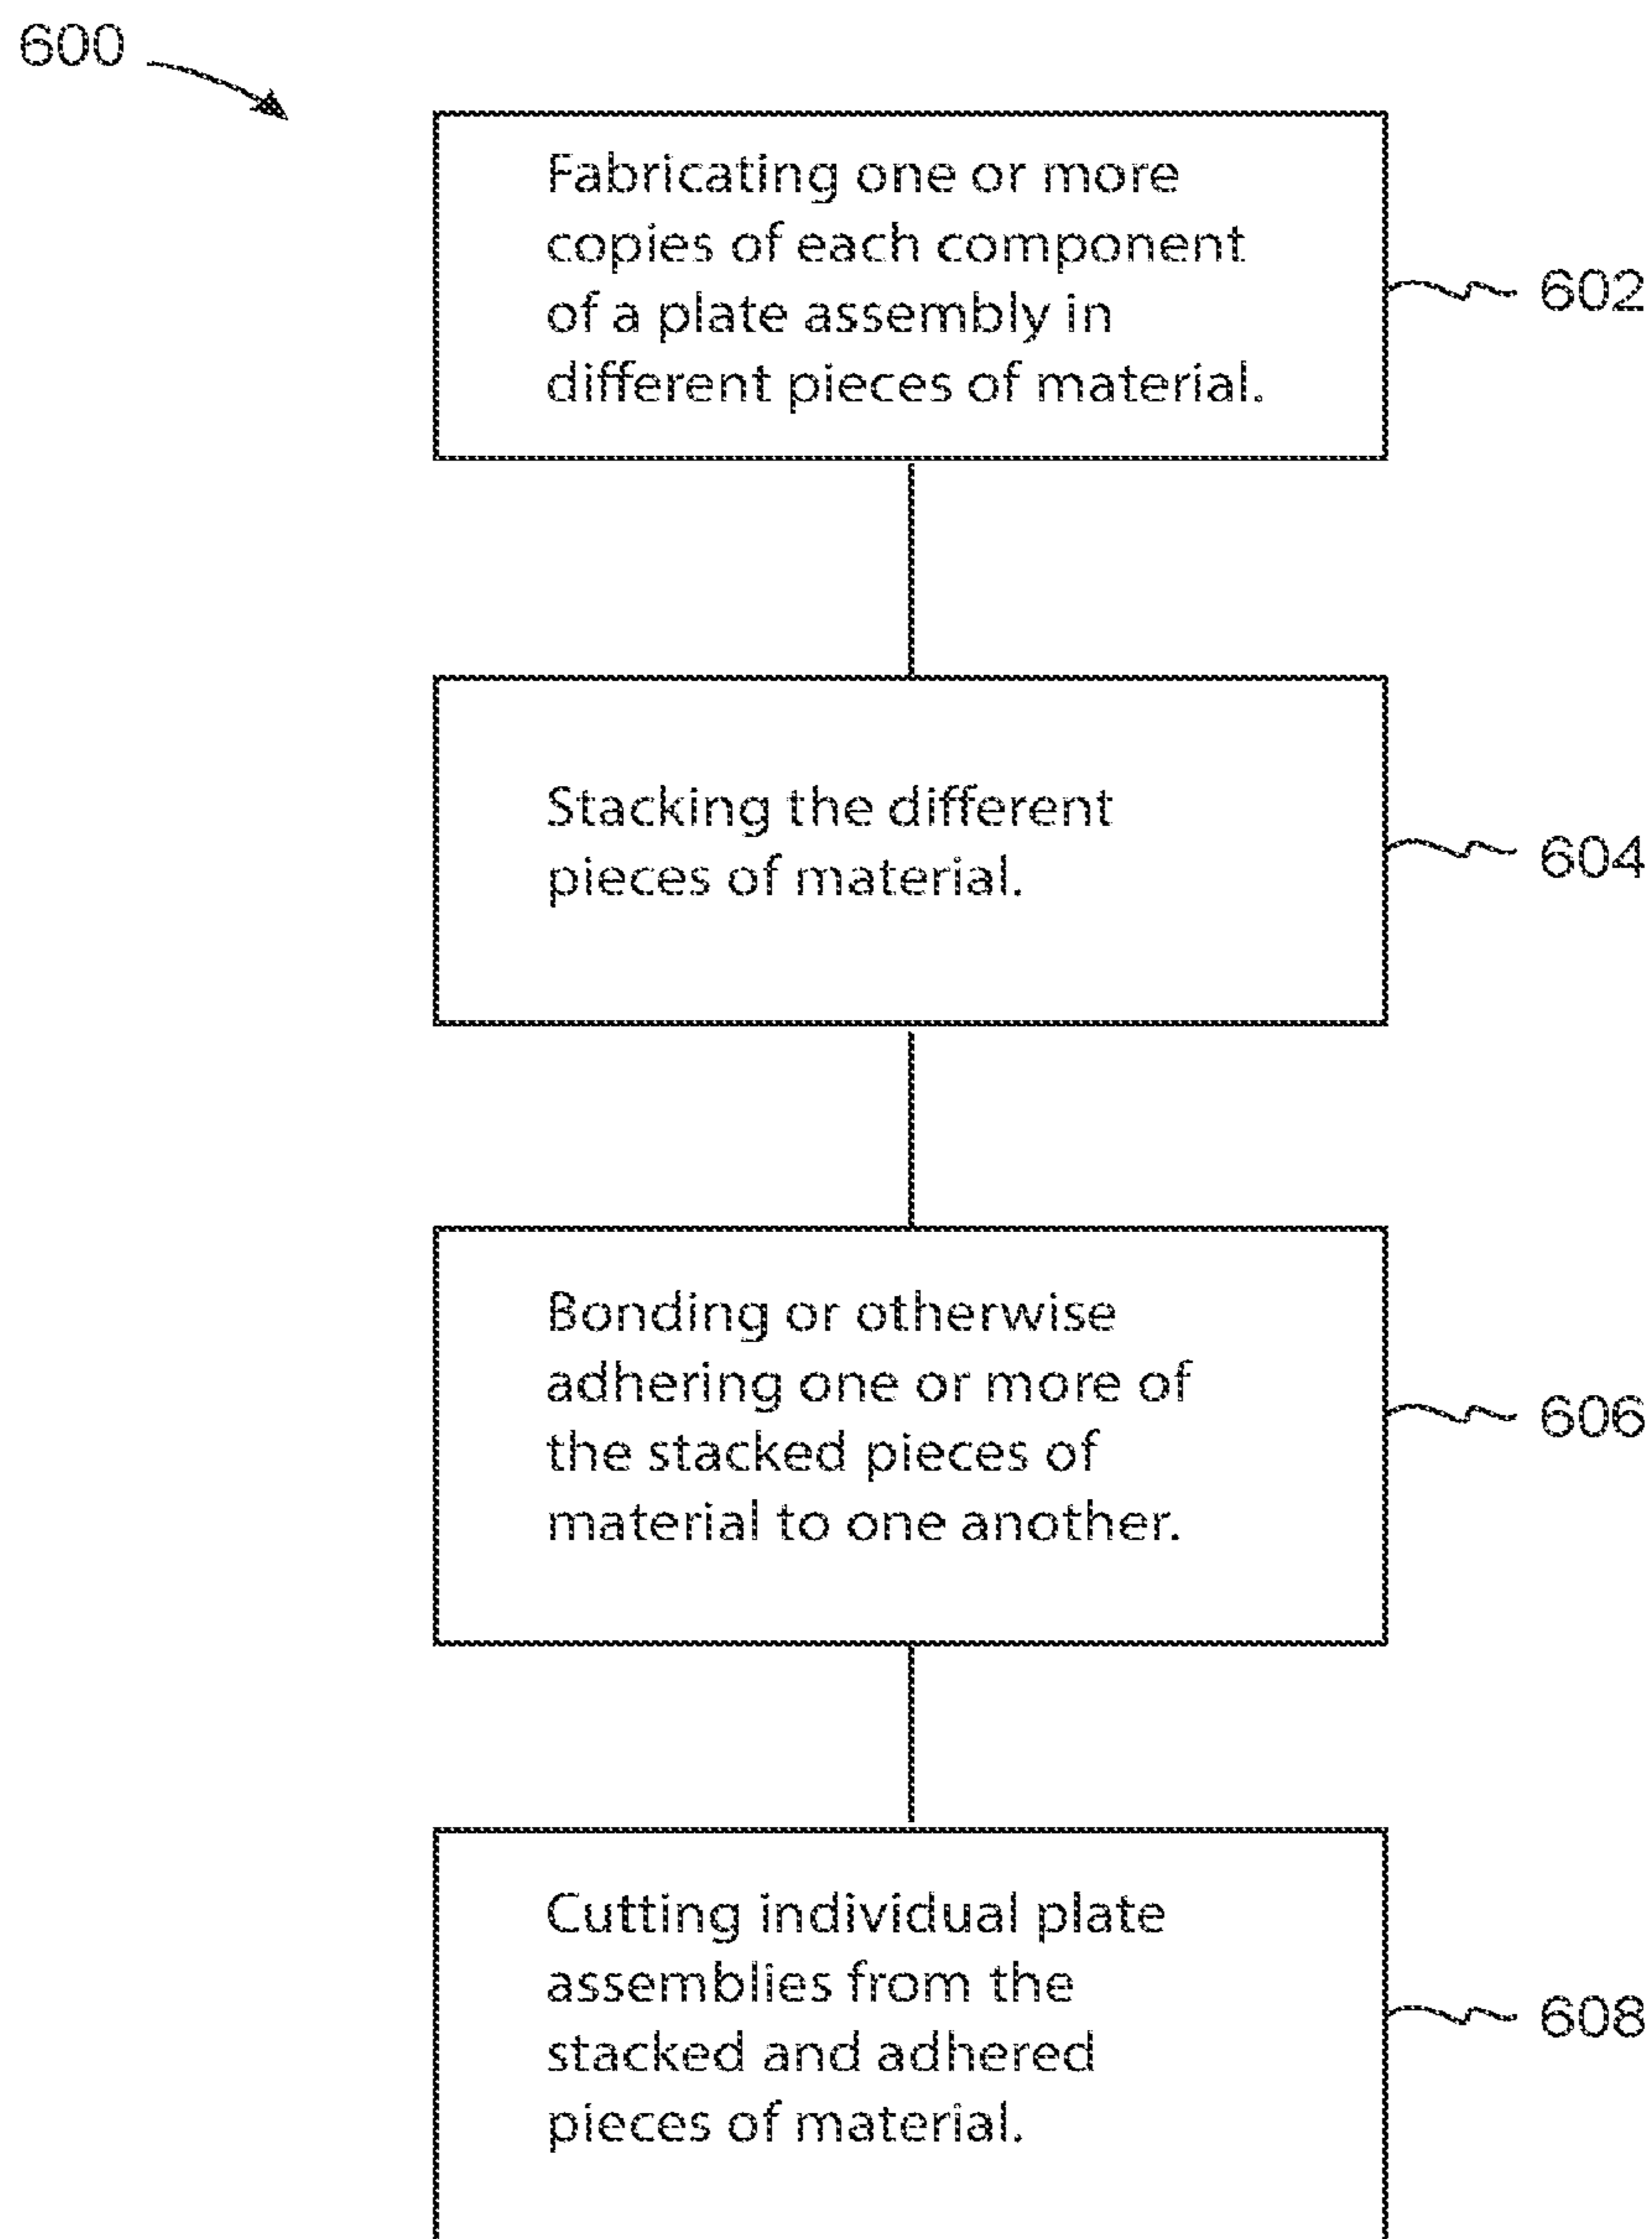 600
Fabricating one or more
copies of each component
of a plate assembly in
different pieces of material.
602
Stacking the different
pieces of material.
604
Bonding or otherwise
adhering one or more of
the stacked pieces of
material to one another.
606
Cutting individual plate
assemblies from the
stacked and adhered
pieces of material.
608